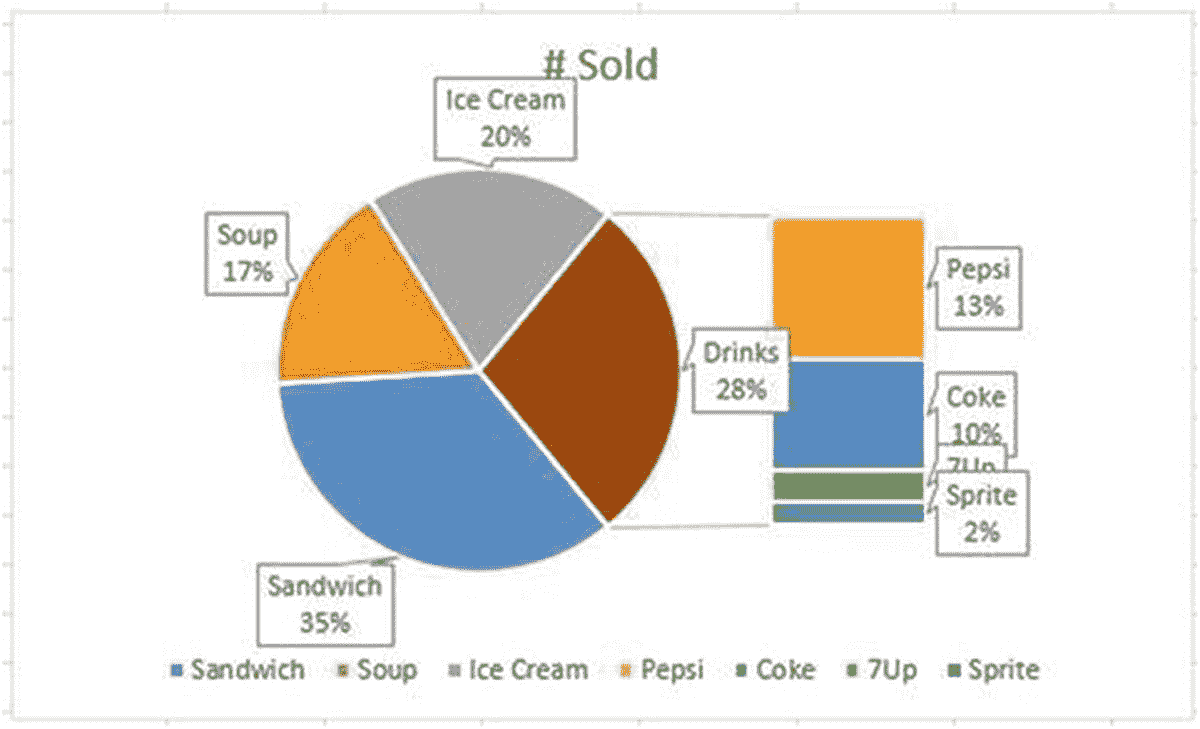 # Sold
Ice Cream
20%
Soup
17%
Pepsi
13%
Drinks
28%
Coke
10%
7Up
Sprite
2%
Sandwich
35%
Sandwich Soup Ice Cream Pepsi Coke 7Up Sprite